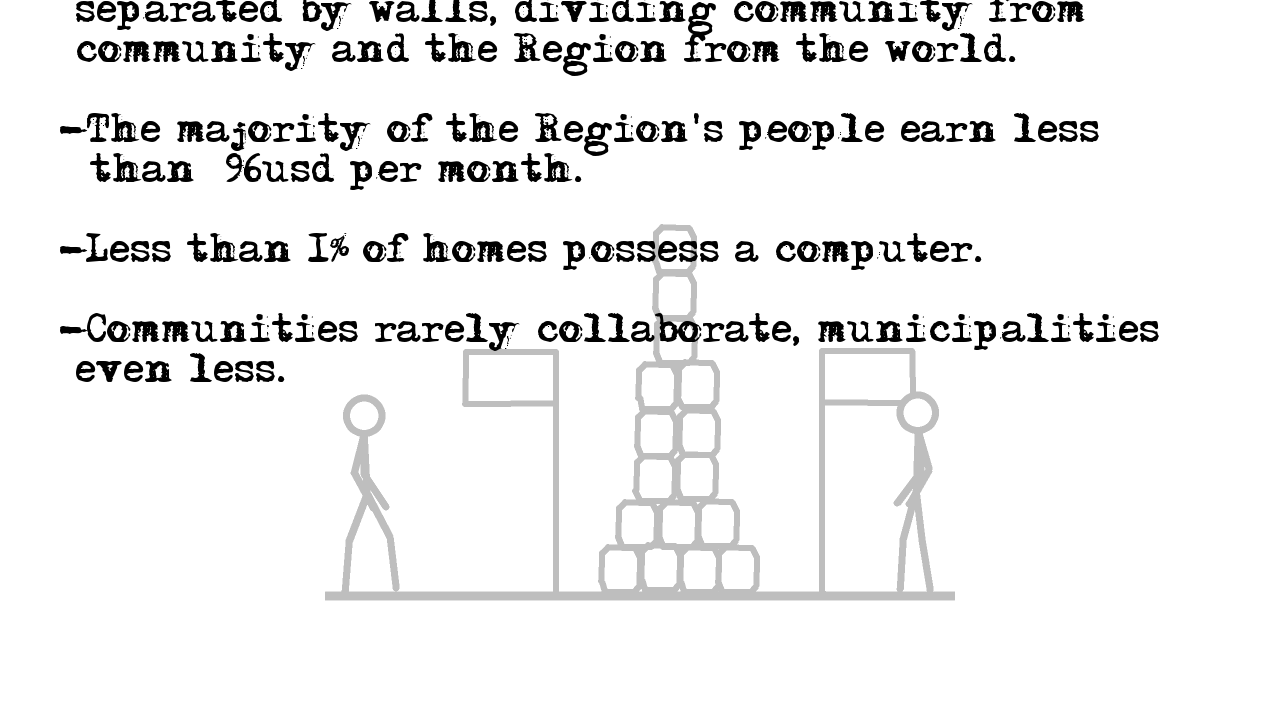 separated by walls, dividing community from
community and the Region from the world.
-The majority of the Region's people earn less
than 96usd per month.
-Less than 1% of homes possess a computer.
-Communities rarely collaborate, municipalities
even less.